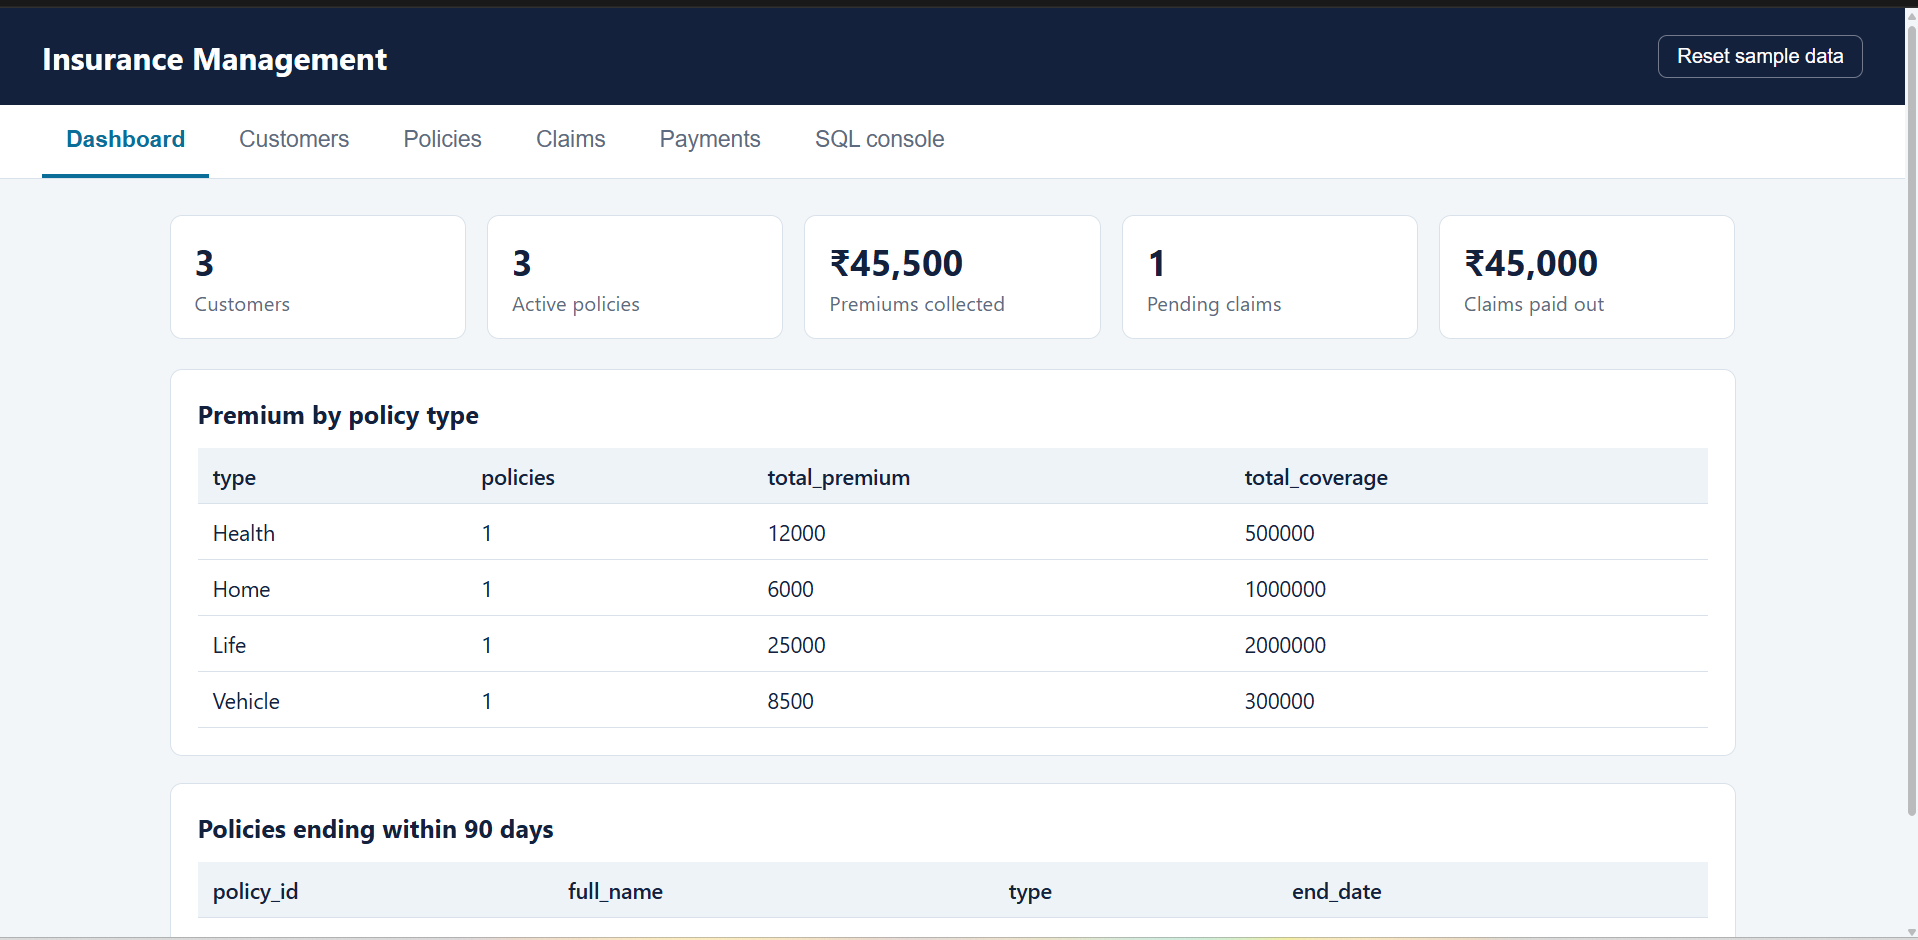 Insurance Management
Reset sample data
Dashboard Customers Policies Claims Payments SQL console
3 3 ₹45,500 1 ₹45,000
Customers Active policies Premiums collected Pending claims Claims paid out
Premium by policy type
type policies total_premium total_coverage
Health 1 12000 500000
Home 1 6000 1000000
Life 1 25000 2000000
Vehicle 1 8500 300000
Policies ending within 90 days
policy_id full_name type end_date